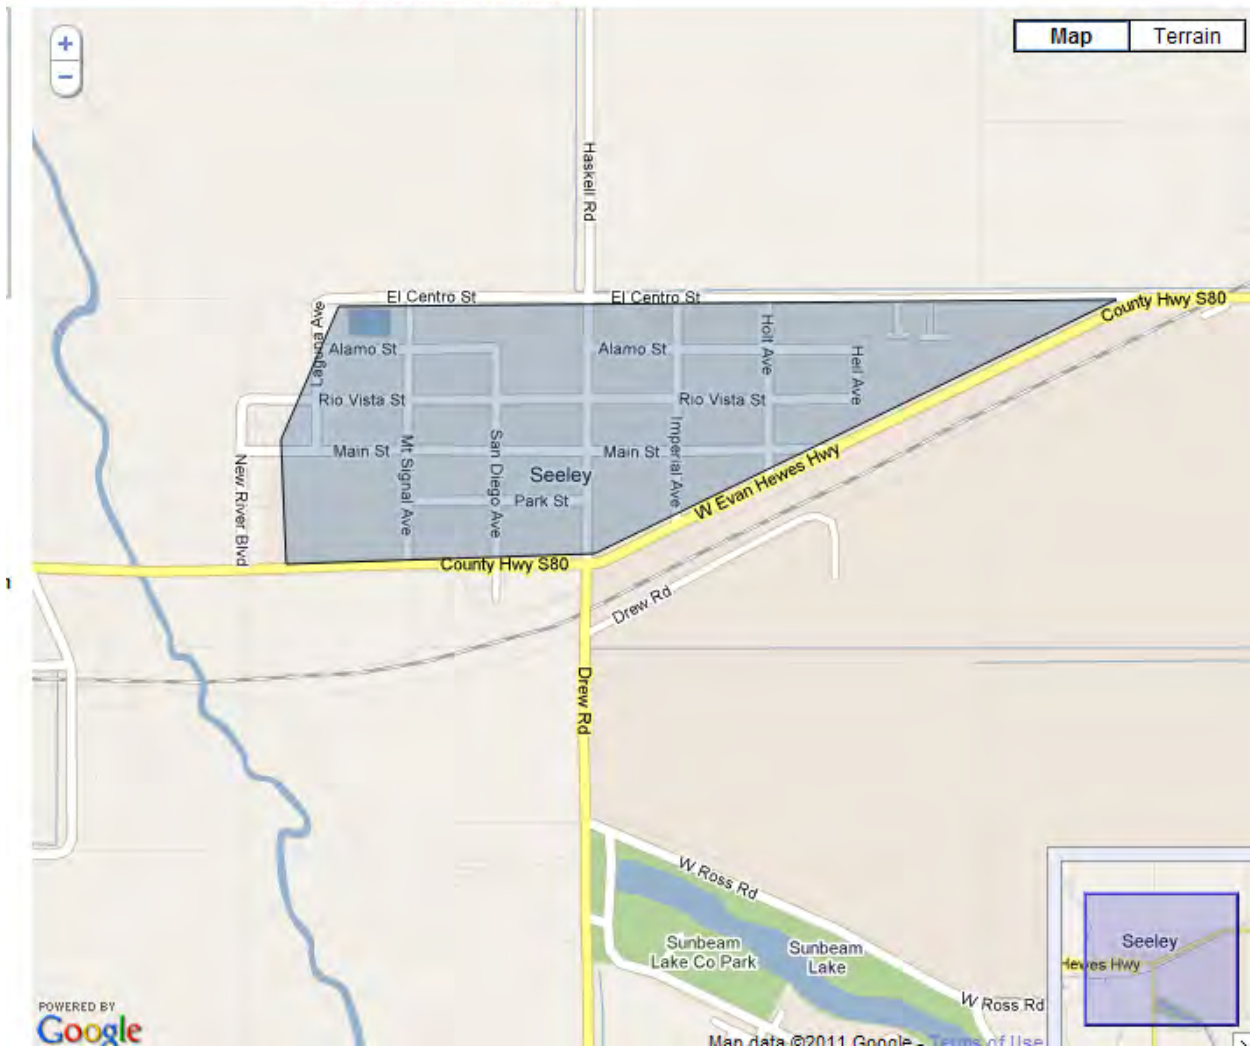 +
−
Map
Terrain
Haskell Rd
El Centro St
El Centro St
County Hwy S80
Laguna Ave
Alamo St
Alamo St
Holt Ave
Heil Ave
Rio Vista St
Rio Vista St
Main St
Main St
Mt Signal Ave
San Diego Ave
Imperial Ave
New River Blvd
Seeley
Park St
W Evan Hewes Hwy
County Hwy S80
Drew Rd
Drew Rd
W Ross Rd
Sunbeam
Lake Co Park
Sunbeam
Lake
W Ross Rd
Seeley
Hewes Hwy
POWERED BY
Google
Map data ©2011 Google - Terms of Use